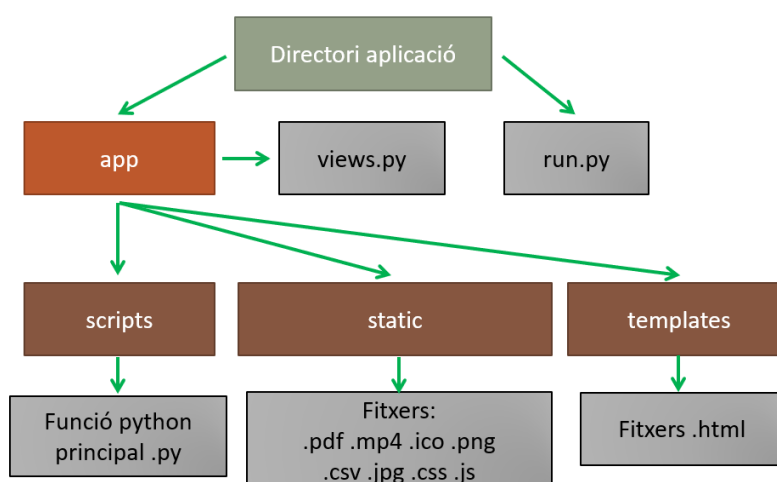 Directori aplicació
app
views.py
run.py
scripts
static
templates
Funció python
principal .py
Fitxers:
.pdf .mp4 .ico .png
.csv .jpg .css .js
Fitxers .html